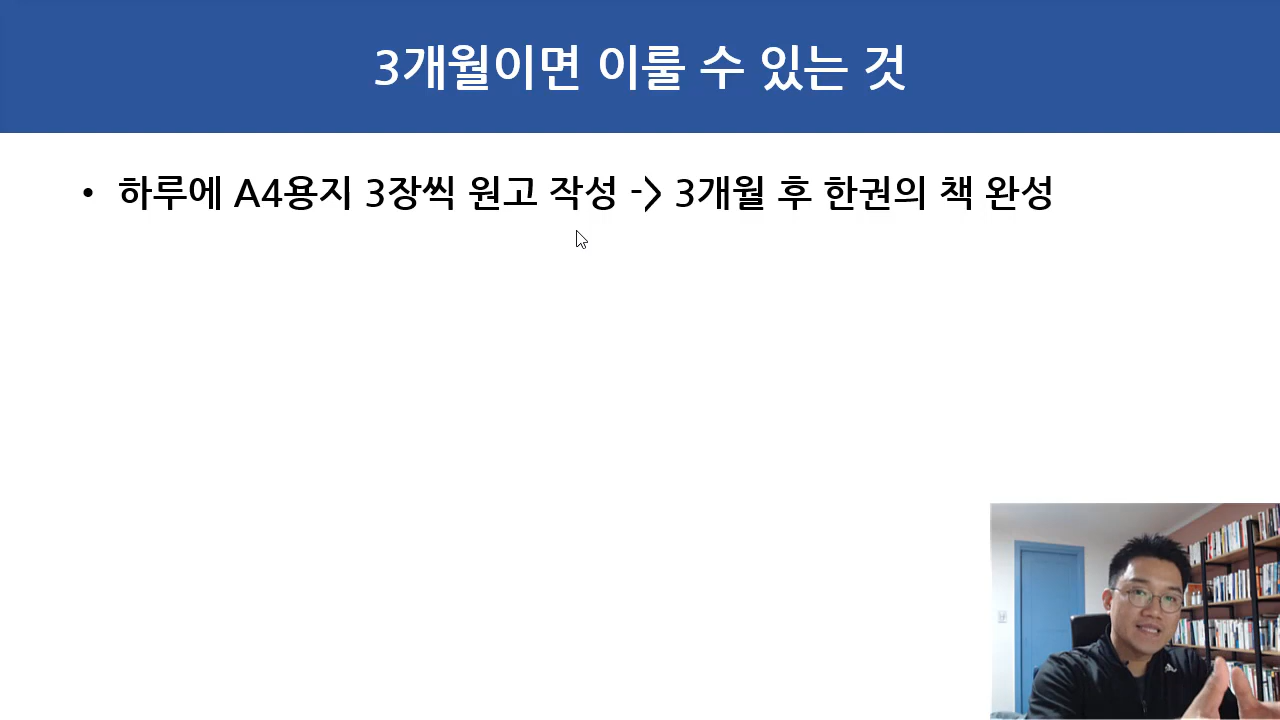 3개월이면 이룰 수 있는 것
• 하루에 A4용지 3장씩 원고 작성 -> 3개월 후 한권의 책 완성